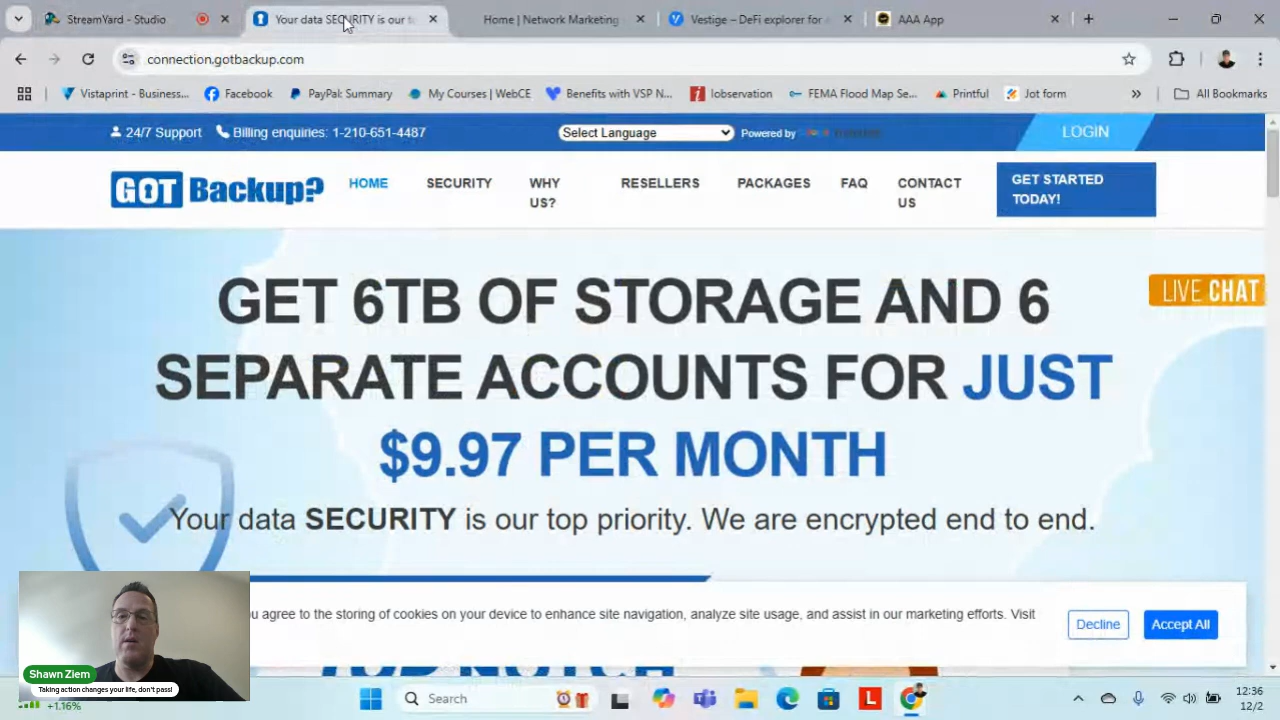 StreamYard - Studio
Your data SECURITY is our t
Home | Network Marketing
Vestige – DeFi explorer for
AAA App
connection.gotbackup.com
Vistaprint - Business...
Facebook
PayPal: Summary
My Courses | WebCE
Benefits with VSP N...
Iobservation
FEMA Flood Map Se...
Printful
Jot form
»
All Bookmarks
24/7 Support
Billing enquiries: 1-210-651-4487
Select Language
Powered by
LOGIN
GOT Backup?
HOME
SECURITY
WHY
US?
RESELLERS
PACKAGES
FAQ
CONTACT
US
GET STARTED
TODAY!
GET 6TB OF STORAGE AND 6
SEPARATE ACCOUNTS FOR JUST
$9.97 PER MONTH
LIVE CHAT
Your data SECURITY is our top priority. We are encrypted end to end.
u agree to the storing of cookies on your device to enhance site navigation, analyze site usage, and assist in our marketing efforts. Visit
Decline
Accept All
Shawn Ziem
Taking action changes your life, don't pass!
+1.16%
Search
L
12:36
12/2